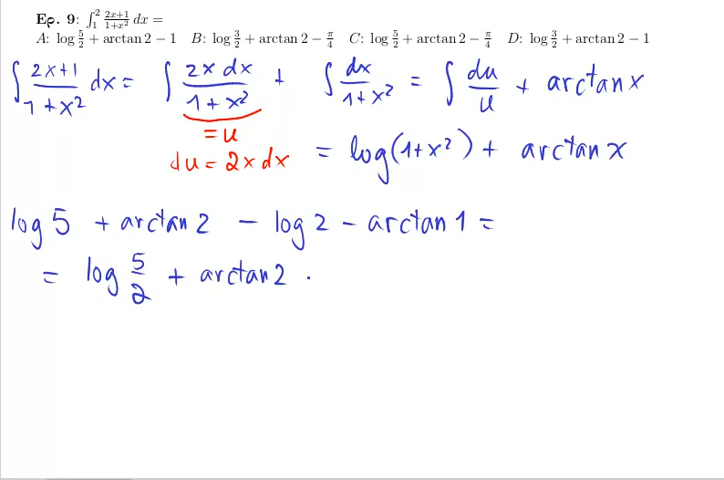 Ερ. 9: ∫₁² (2x+1)/(1+x²) dx =
A: log 5/2 + arctan 2 − 1 B: log 3/2 + arctan 2 − π/4 C: log 5/2 + arctan 2 − π/4 D: log 3/2 + arctan 2 − 1
∫ (2x+1)/(1+x²) dx = ∫ (2x dx)/(1+x²) + ∫ dx/(1+x²) = ∫ du/u + arctan x
= u
du = 2x dx = log(1+x²) + arctan x
log 5 + arctan 2 − log 2 − arctan 1 =
= log 5/2 + arctan 2 .